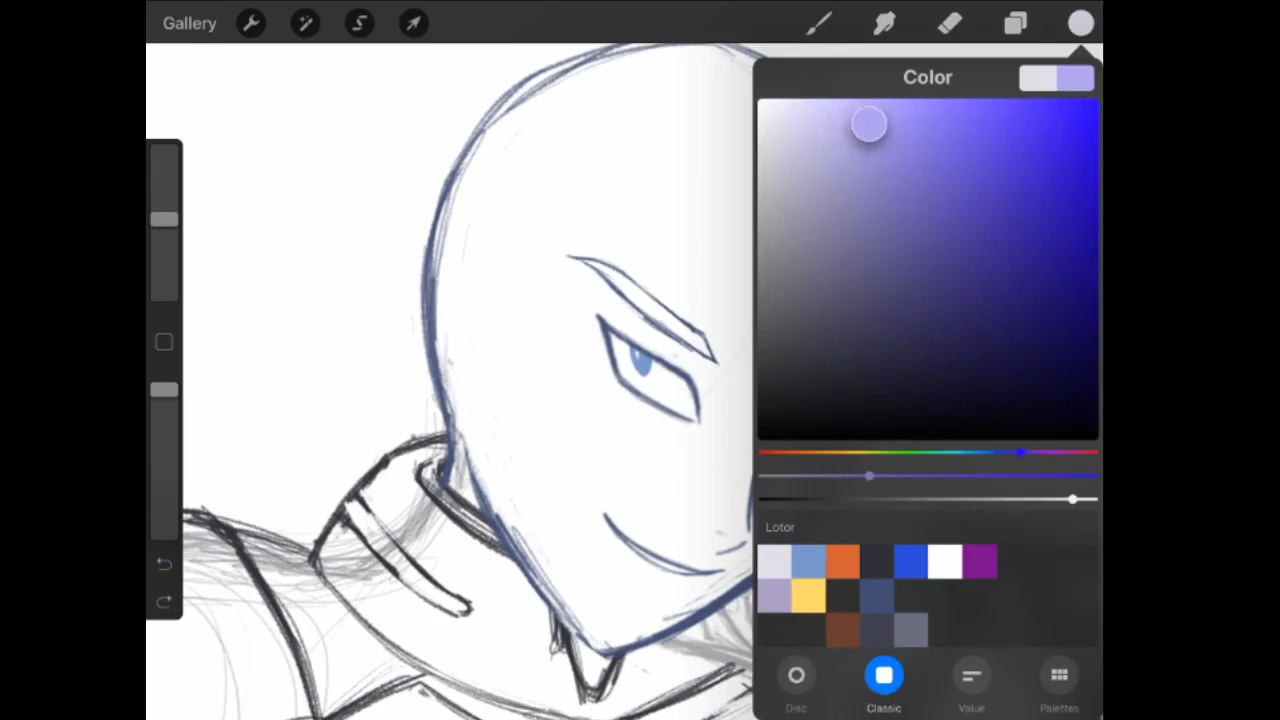 Gallery
Color
Lotor
Disc
Classic
Value
Palettes